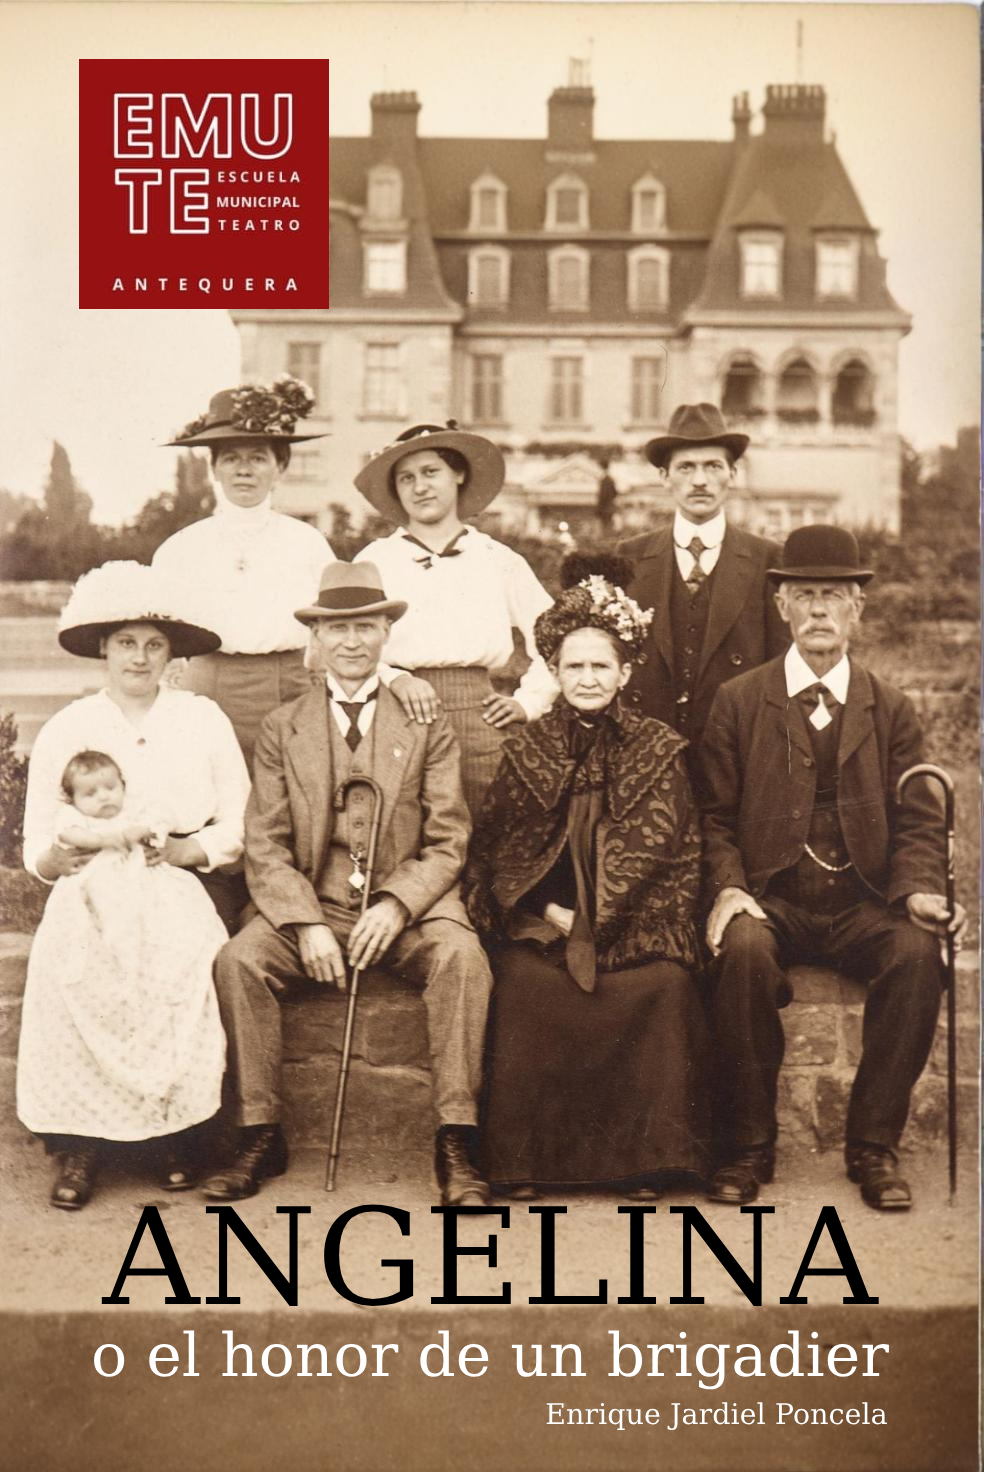 EMU
TE
ESCUELA
MUNICIPAL
TEATRO
ANTEQUERA
ANGELINA
o el honor de un brigadier
Enrique Jardiel Poncela